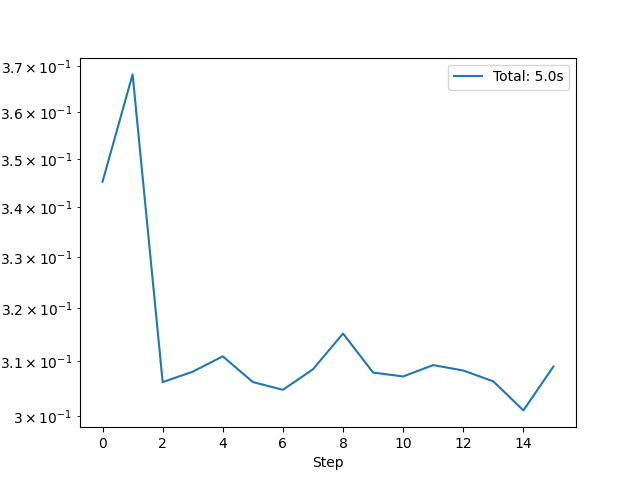 Total: 5.0s
3.7 × 10⁻¹
3.6 × 10⁻¹
3.5 × 10⁻¹
3.4 × 10⁻¹
3.3 × 10⁻¹
3.2 × 10⁻¹
3.1 × 10⁻¹
3 × 10⁻¹
0 2 4 6 8 10 12 14
Step